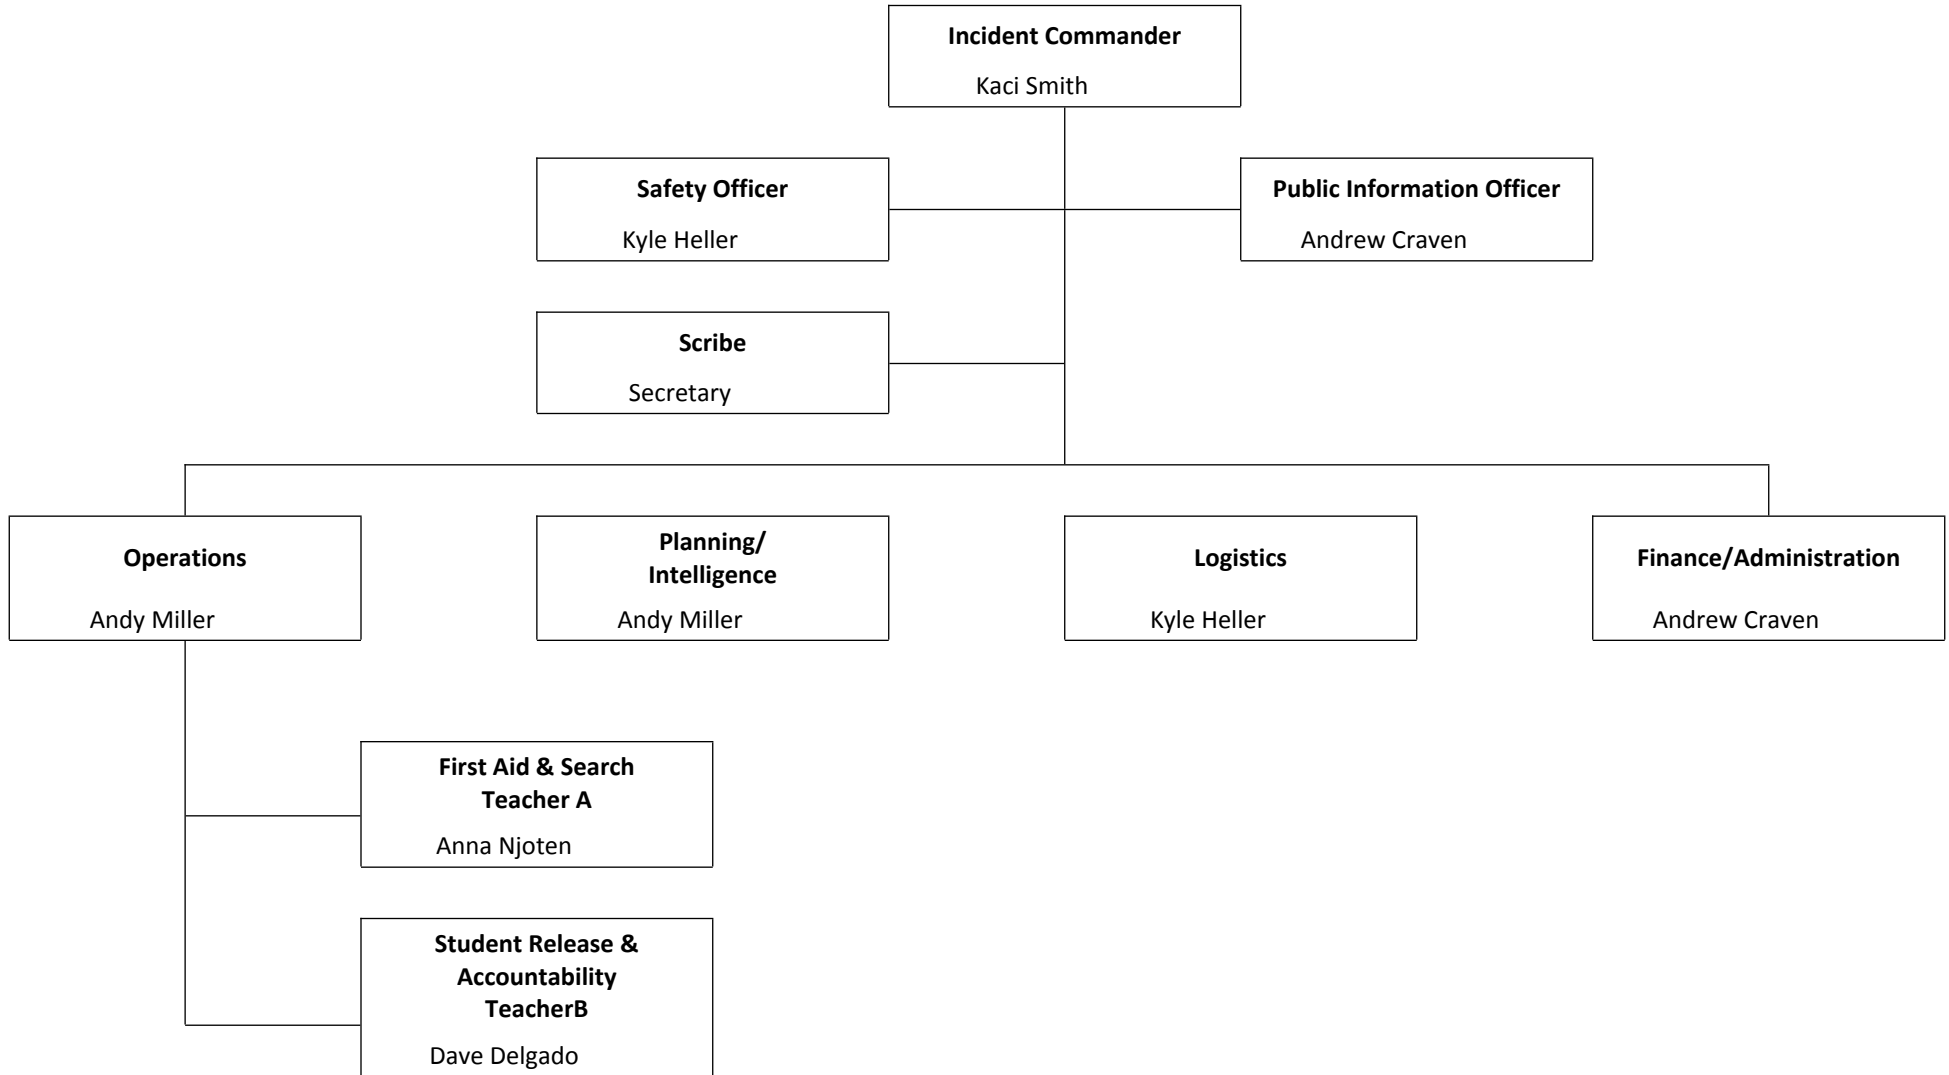 Incident Commander
Kaci Smith
Safety Officer
Kyle Heller
Public Information Officer
Andrew Craven
Scribe
Secretary
Operations
Andy Miller
Planning/
Intelligence
Andy Miller
Logistics
Kyle Heller
Finance/Administration
Andrew Craven
First Aid & Search
Teacher A
Anna Njoten
Student Release &
Accountability
TeacherB
Dave Delgado